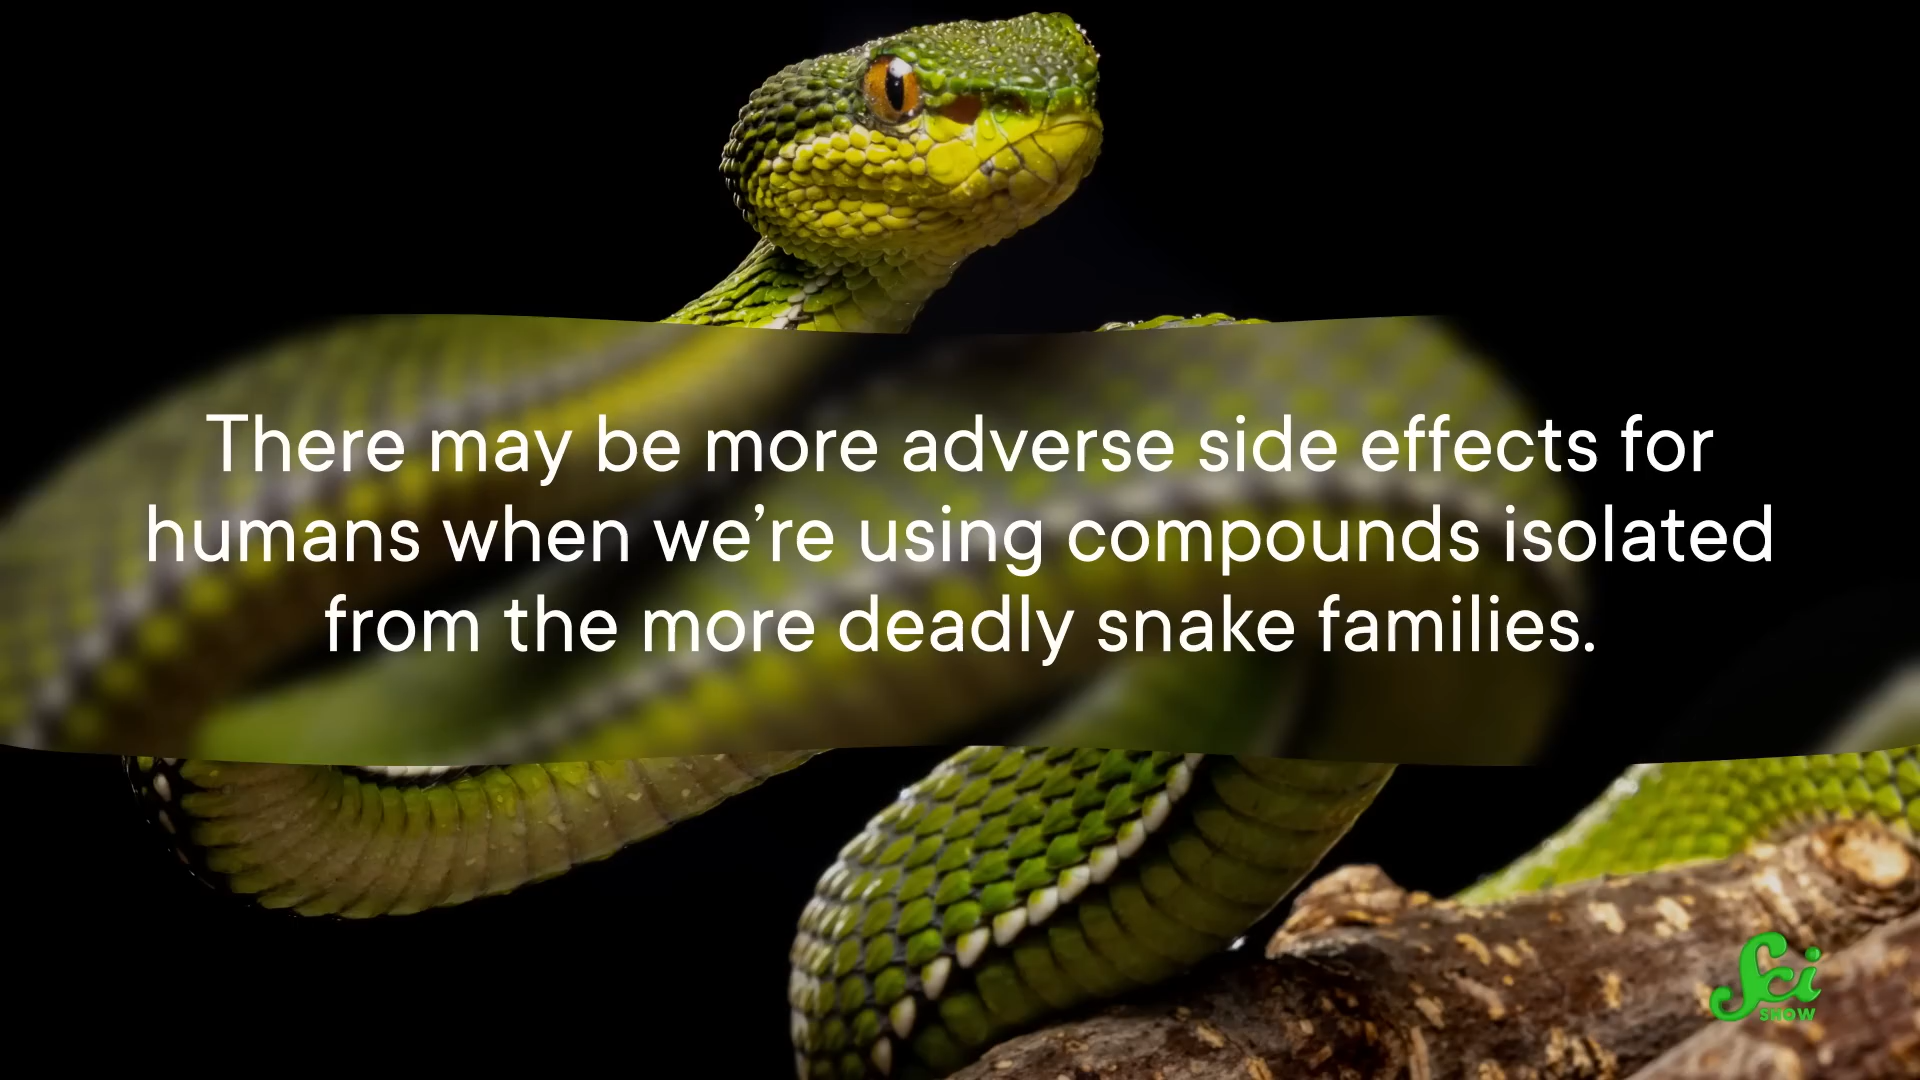 There may be more adverse side effects for
humans when we’re using compounds isolated
from the more deadly snake families.
Sci
SHOW